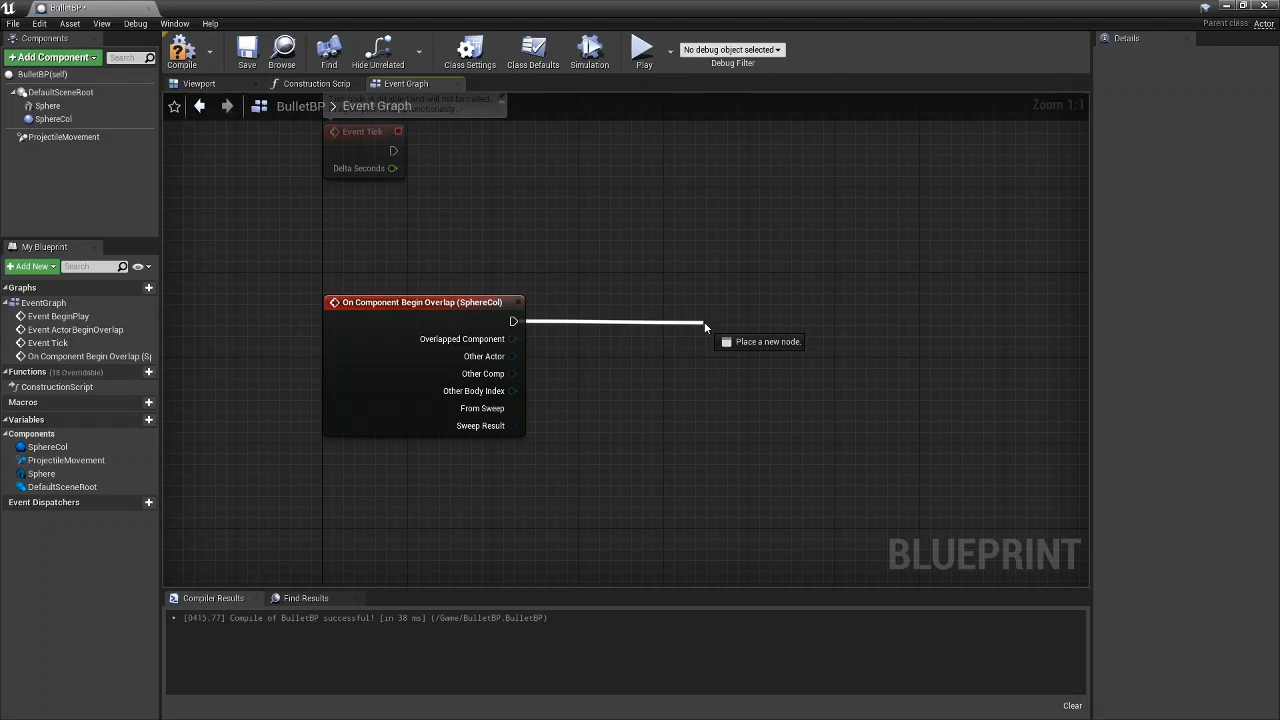 BulletBP*
File Edit Asset View Debug Window Help
Parent class: Actor
Components
Details
+ Add Component
Search
Compile
Save
Browse
Find
Hide Unrelated
Class Settings
Class Defaults
Simulation
Play
No debug object selected
Debug Filter
BulletBP(self)
Viewport
Construction Scrip
Event Graph
DefaultSceneRoot
Sphere
SphereCol
ProjectileMovement
BulletBP > Event Graph
Zoom 1:1
Event Tick
Delta Seconds
My Blueprint
+ Add New
Search
Graphs
EventGraph
Event BeginPlay
Event ActorBeginOverlap
Event Tick
On Component Begin Overlap (Sp
Functions (18 Overridable)
ConstructionScript
Macros
Variables
Components
SphereCol
ProjectileMovement
Sphere
DefaultSceneRoot
Event Dispatchers
On Component Begin Overlap (SphereCol)
Overlapped Component
Other Actor
Other Comp
Other Body Index
From Sweep
Sweep Result
Place a new node.
BLUEPRINT
Compiler Results
Find Results
[0415.77] Compile of BulletBP successful! [in 38 ms] (/Game/BulletBP.BulletBP)
Clear